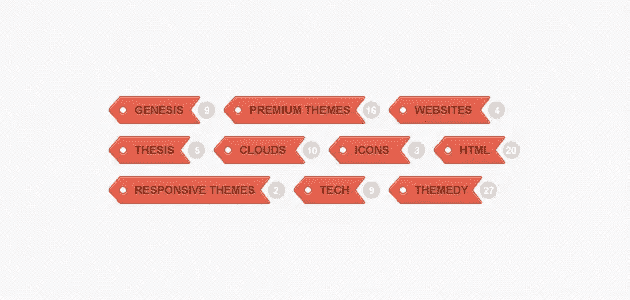 GENESIS 9 PREMIUM THEMES 16 WEBSITES 4
THESIS 5 CLOUDS 10 ICONS 3 HTML 20
RESPONSIVE THEMES 2 TECH 9 THEMEDY 27